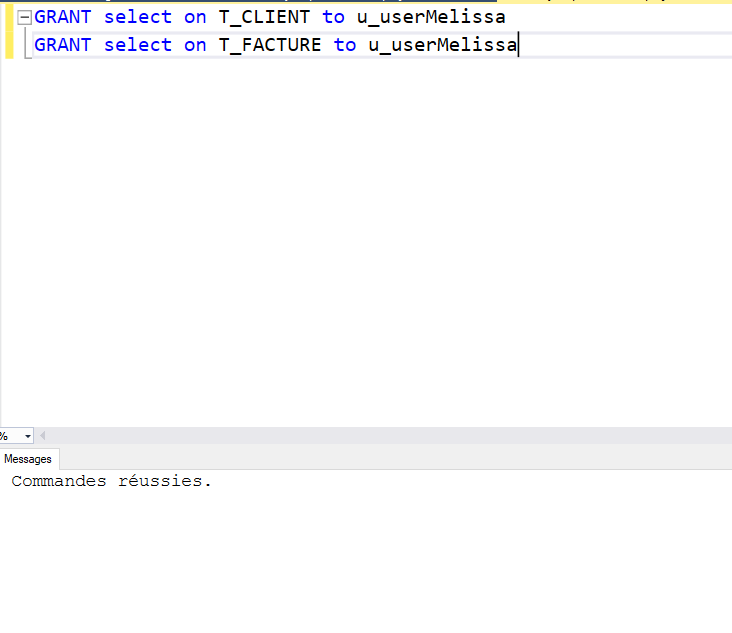 GRANT select on T_CLIENT to u_userMelissa
GRANT select on T_FACTURE to u_userMelissa
%
Messages
Commandes réussies.